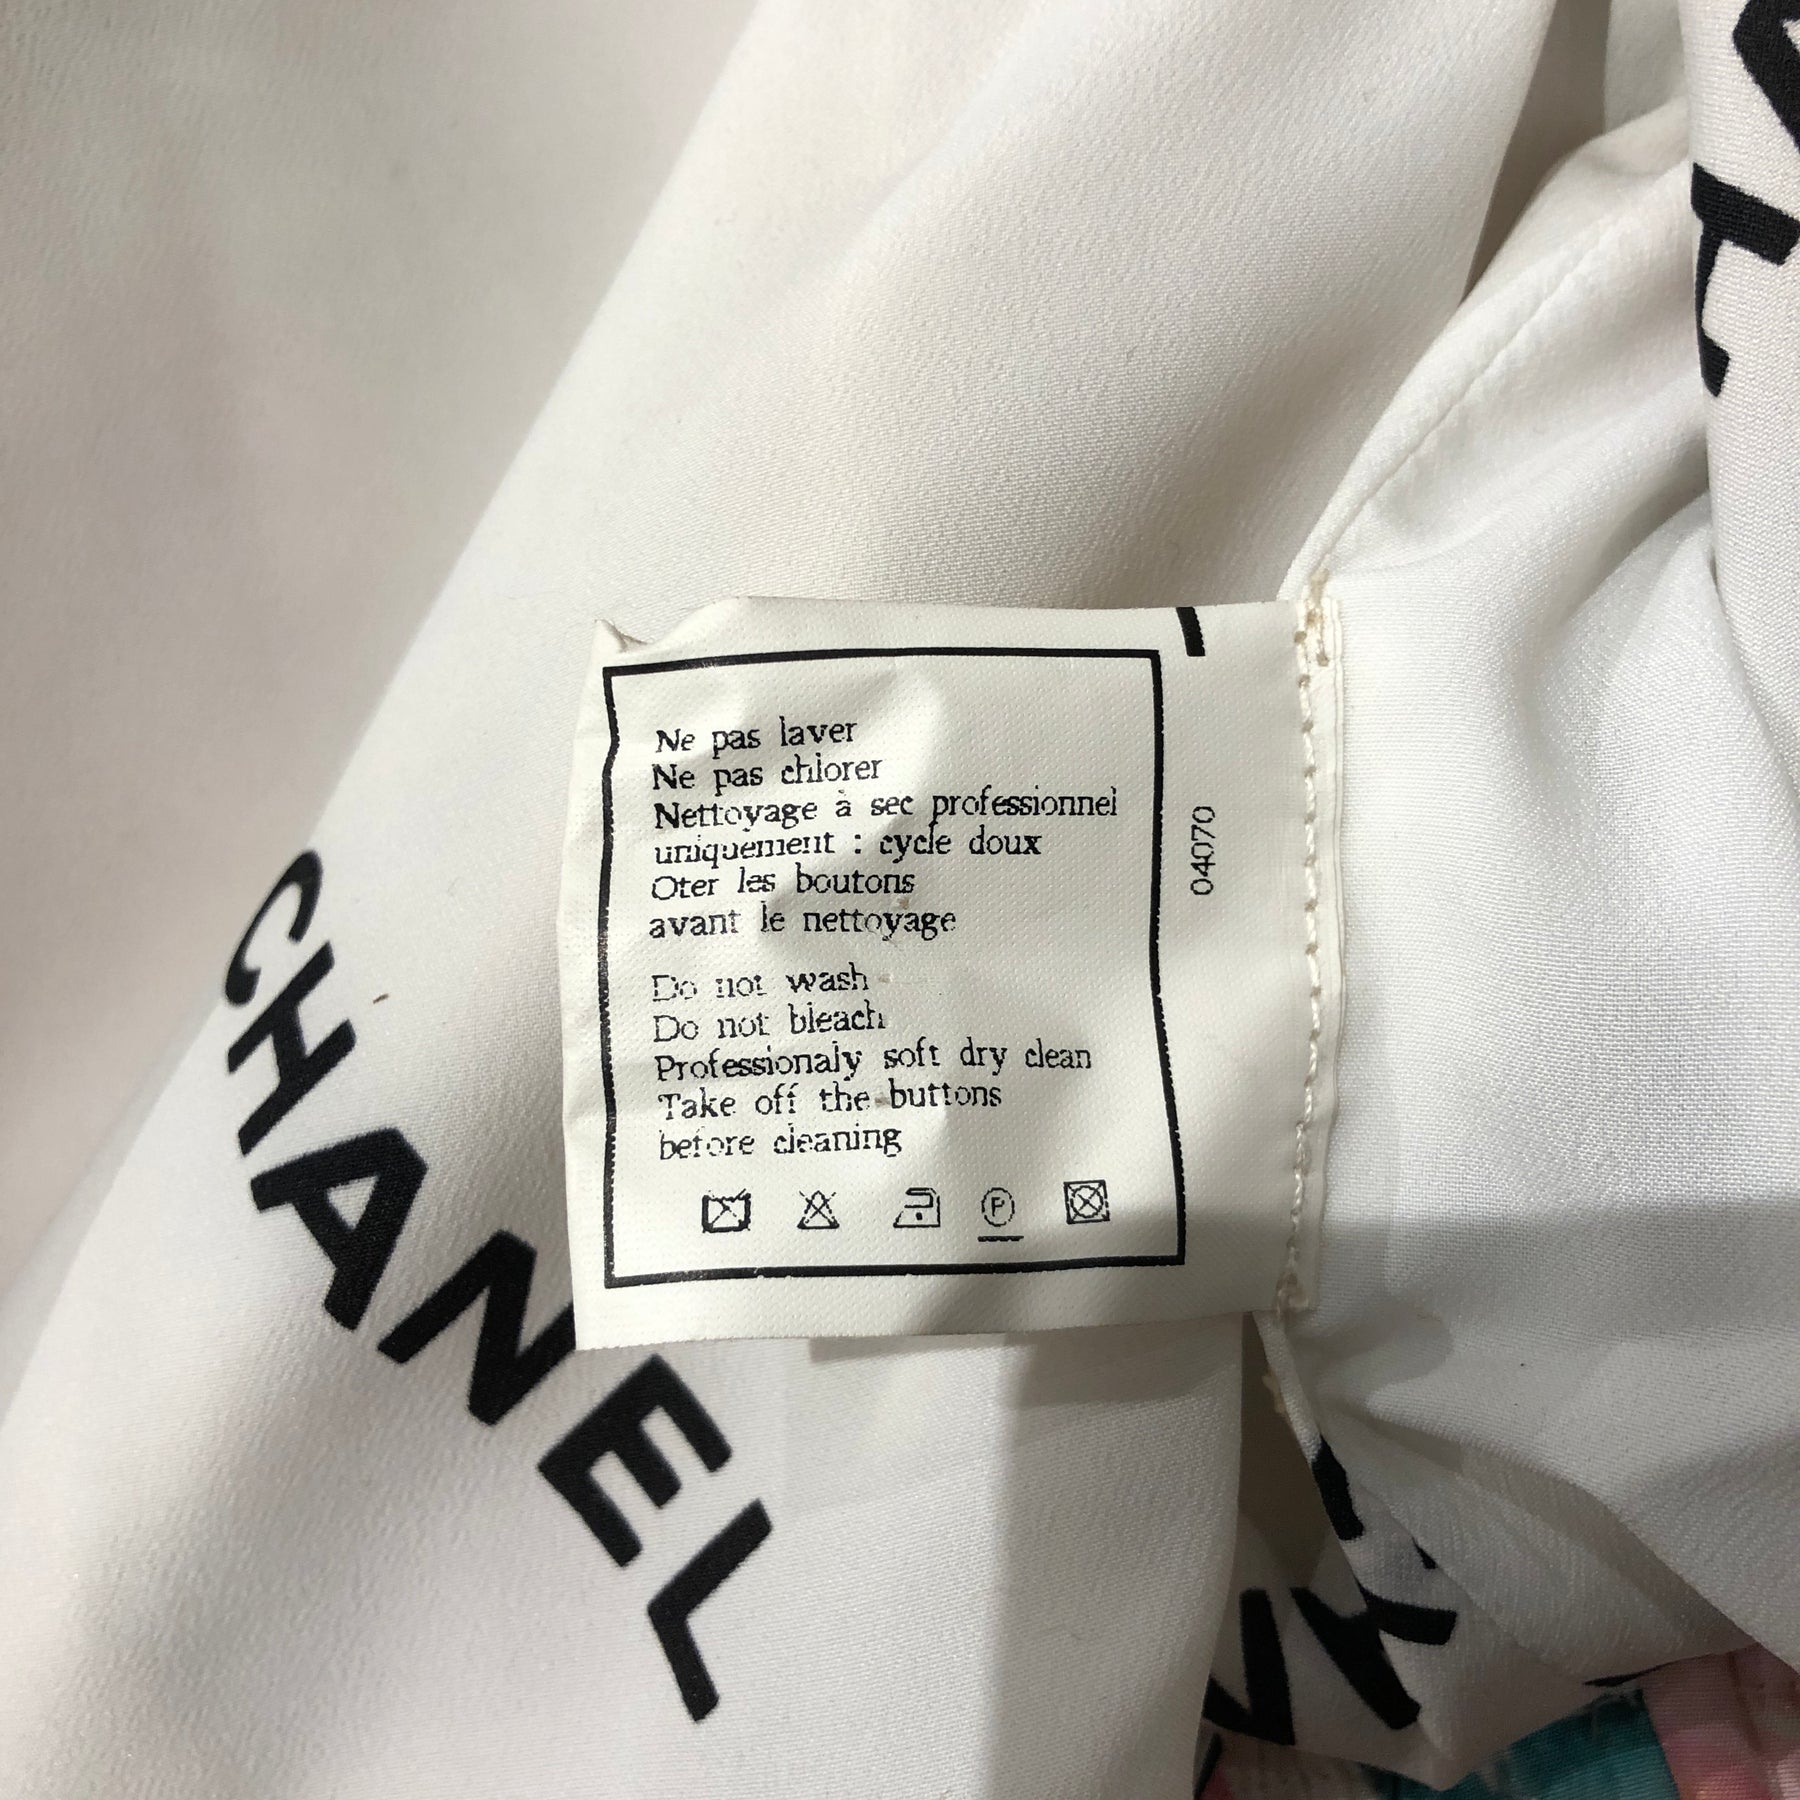 Ne pas laver
Ne pas chlorer
Nettoyage à sec professionnel
uniquement : cycle doux
Oter les boutons
avant le nettoyage
Do not wash
Do not bleach
Professionaly soft dry clean
Take off the buttons
before cleaning
P
04070
CHANEL